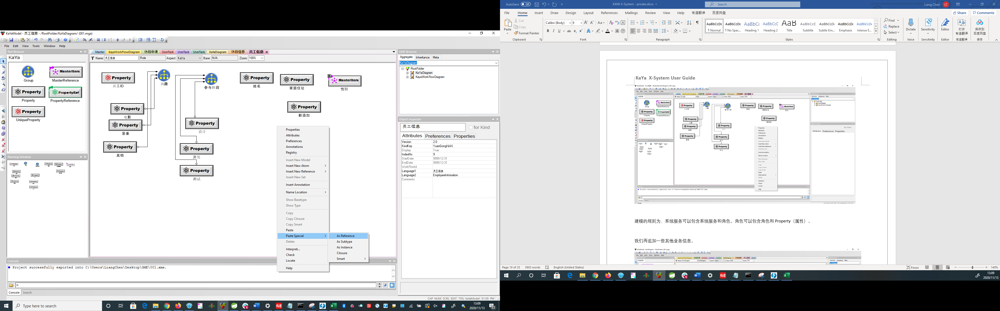 KaYaModel - 员工信息 - /RootFolder/KaYaDiagram/ (001.mga)
File Edit View Tools Window Help
Part Browser
KaYa
Group
MasterItem
MasterReference
Property
Property
PropertyRef
PropertyReference
Property
UniqueProperty
Panning Window
Master KayaWorkFlowDiagram 休假申请 UserTask UserTask UserTask KaYaDiagram 休假信息 员工信息
Name: 员工信息 Role Aspect: KaYa Base: N/A Zoom: 100%
Property
员工ID
兴趣
参与阶段
Property
姓名
Property
家庭住址
MasterItem
性别
Property
电影
Property
新添加
Property
音楽
Property
设计
Property
其他
Property
开发
Property
测试
Properties
Attributes
Preferences
Annotations
Registry
Insert New Model
Insert New Atom
Insert New Reference
Insert New Set
Insert Annotation
Name Location
Show Basetype
Show Type
Copy
Copy Closure
Copy Smart
Paste
Paste Special
Delete
Interpret...
Check
Locate
Help
As Reference
As Subtype
As Instance
Closure
Smart
GME Browser
Aggregate Inheritance Meta
KaYaDiagram
RootFolder
KaYaDiagram
KayaWorkFlowDiagram
Object Inspector
员工信息 for Kind
Attributes Preferences Properties
Version 2.0
KindKey YuanGongXinXi
Display True
IndexNo 9
StartDate 9999-12-31
EndDate 9999-12-31
WorkFlowId
Language1 员工信息
Language2 EmployeeInfomation
Comments
Console
Project successfully exported into C:\Users\LiangChen\Desktop\GME\001.xme.
>
Console Search
CAP NUM SCRL EDIT 75% KaYaModel 01:09 PM
Type here to search
13:09
2020/11/13
22
AutoSave Off KAYA X-System - private.docx Search Liang Chen LC
File Home Insert Draw Design Layout References Mailings Review View Help 有道翻译 百度网盘 Share Comments
Paste
Cut
Copy
Format Painter
Clipboard
Calibri (Body) 9
Font
Paragraph
AaBbCcDc ¶ Normal
AaBbCcDc ¶ No Spac...
AaBbC Heading 1
AaBbCcD Heading 2
AaB Title
AaBbCcD Subtitle
AaBbCcDc Subtle Em...
AaBbCcDc Emphasis
AaBbCcDc Intense E...
Styles
Find
Replace
Select
Editing
Dictate
Voice
Sensitivity
Sensitivity
Editor
Editor
打开
有道翻译
有道翻译
保存到
百度网盘
保存
KaYa X-System User Guide
建模的规则为，系统服务可以包含系统服务和角色。角色可以包含角色和 Property（属性）。
我们再追加一些其他业务信息。
Page 19 of 33 3903 words English (United States) Focus 140%
13:09
2020/11/13